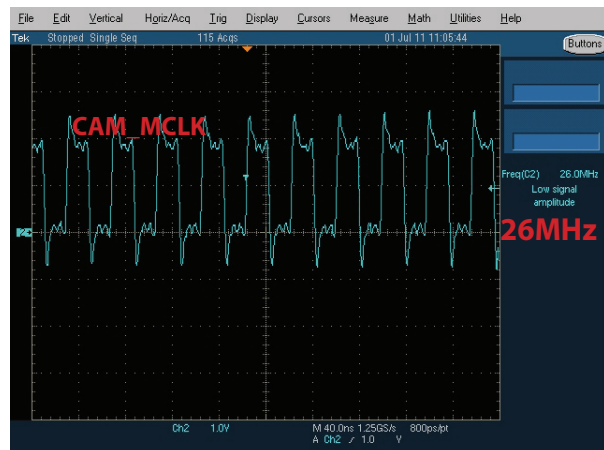 File Edit Vertical Horiz/Acq Trig Display Cursors Measure Math Utilities Help
Tek Stopped Single Seq 115 Acqs 01 Jul 11 11:05:44
Buttons
CAM_MCLK
Freq(C2) 26.0MHz
Low signal
amplitude
26MHz
Ch2 1.0V M 40.0ns 1.25GS/s 800ps/pt
A Ch2 ∕ 1.0 V